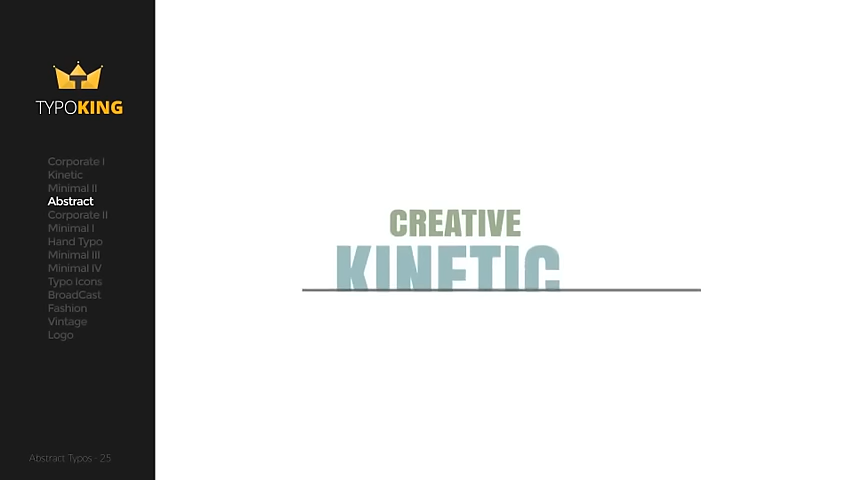 TYPOKING
Corporate I
Kinetic
Minimal II
Abstract
Corporate II
Minimal I
Hand Typo
Minimal III
Minimal IV
Typo Icons
BroadCast
Fashion
Vintage
Logo
Abstract Typos - 25
CREATIVE
KINETIC